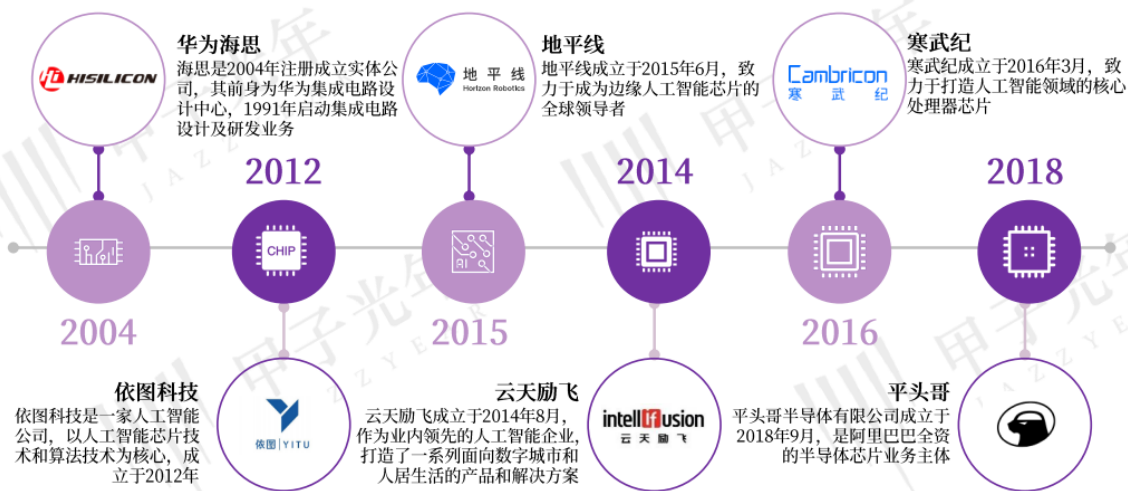 HISILICON
华为海思
海思是2004年注册成立实体公
司，其前身为华为集成电路设
计中心，1991年启动集成电路
设计及研发业务
地平线
Horizon Robotics
地平线
地平线成立于2015年6月，致
力于成为边缘人工智能芯片的
全球领导者
Cambricon
寒武纪
寒武纪
寒武纪成立于2016年3月，致
力于打造人工智能领域的核心
处理器芯片
2012
2014
2018
CHIP
AI
2004
2015
2016
依图科技
依图科技是一家人工智能
公司，以人工智能芯片技
术和算法技术为核心，成
立于2012年
依图|YITU
云天励飞
云天励飞成立于2014年8月，
作为业内领先的人工智能企业，
打造了一系列面向数字城市和
人居生活的产品和解决方案
intellifusion
云天励飞
平头哥
平头哥半导体有限公司成立于
2018年9月，是阿里巴巴全资
的半导体芯片业务主体
甲子光年
JAZZYEAR